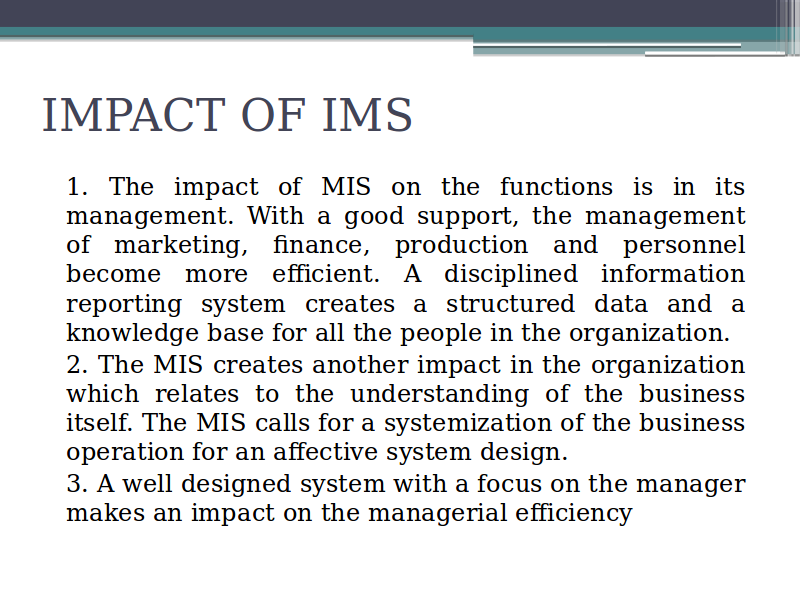 IMPACT OF IMS
1. The impact of MIS on the functions is in its
management. With a good support, the management
of marketing, finance, production and personnel
become more efficient. A disciplined information
reporting system creates a structured data and a
knowledge base for all the people in the organization.
2. The MIS creates another impact in the organization
which relates to the understanding of the business
itself. The MIS calls for a systemization of the business
operation for an affective system design.
3. A well designed system with a focus on the manager
makes an impact on the managerial efficiency